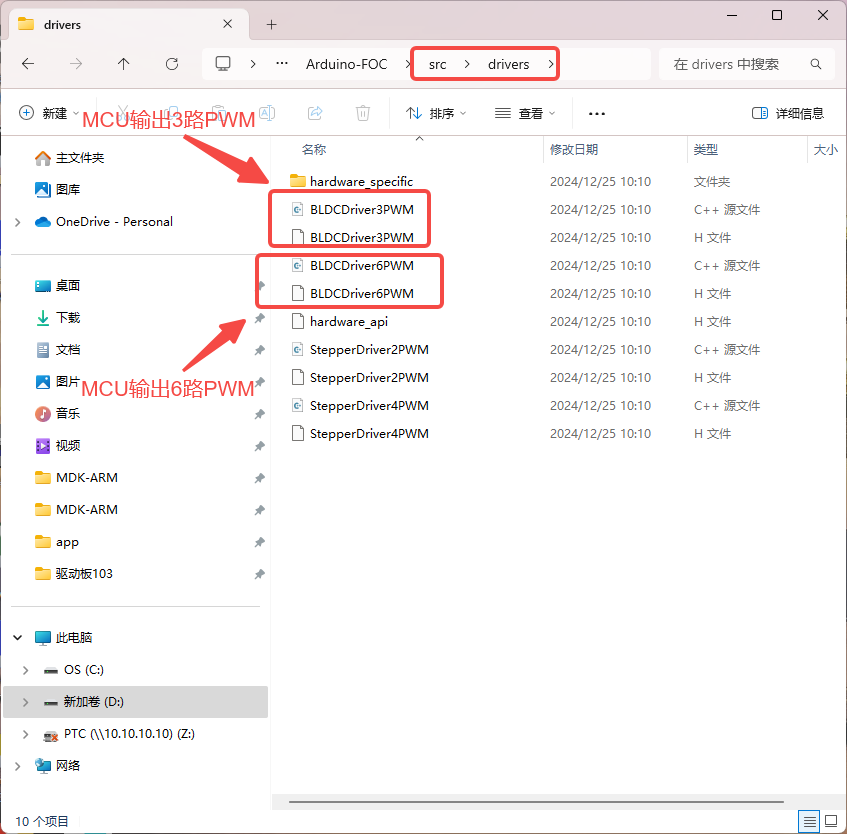 drivers
Arduino-FOC
src
drivers
在 drivers 中搜索
新建
排序
查看
详细信息
MCU输出3路PWM
主文件夹
图库
OneDrive - Personal
桌面
下载
文档
图片
MCU输出6路PWM
音乐
视频
MDK-ARM
MDK-ARM
app
驱动板103
此电脑
OS (C:)
新加卷 (D:)
PTC (\\10.10.10.10) (Z:)
网络
名称 修改日期 类型 大小
hardware_specific 2024/12/25 10:10 文件夹
BLDCDriver3PWM 2024/12/25 10:10 C++ 源文件
BLDCDriver3PWM 2024/12/25 10:10 H 文件
BLDCDriver6PWM 2024/12/25 10:10 C++ 源文件
BLDCDriver6PWM 2024/12/25 10:10 H 文件
hardware_api 2024/12/25 10:10 H 文件
StepperDriver2PWM 2024/12/25 10:10 C++ 源文件
StepperDriver2PWM 2024/12/25 10:10 H 文件
StepperDriver4PWM 2024/12/25 10:10 C++ 源文件
StepperDriver4PWM 2024/12/25 10:10 H 文件
10 个项目